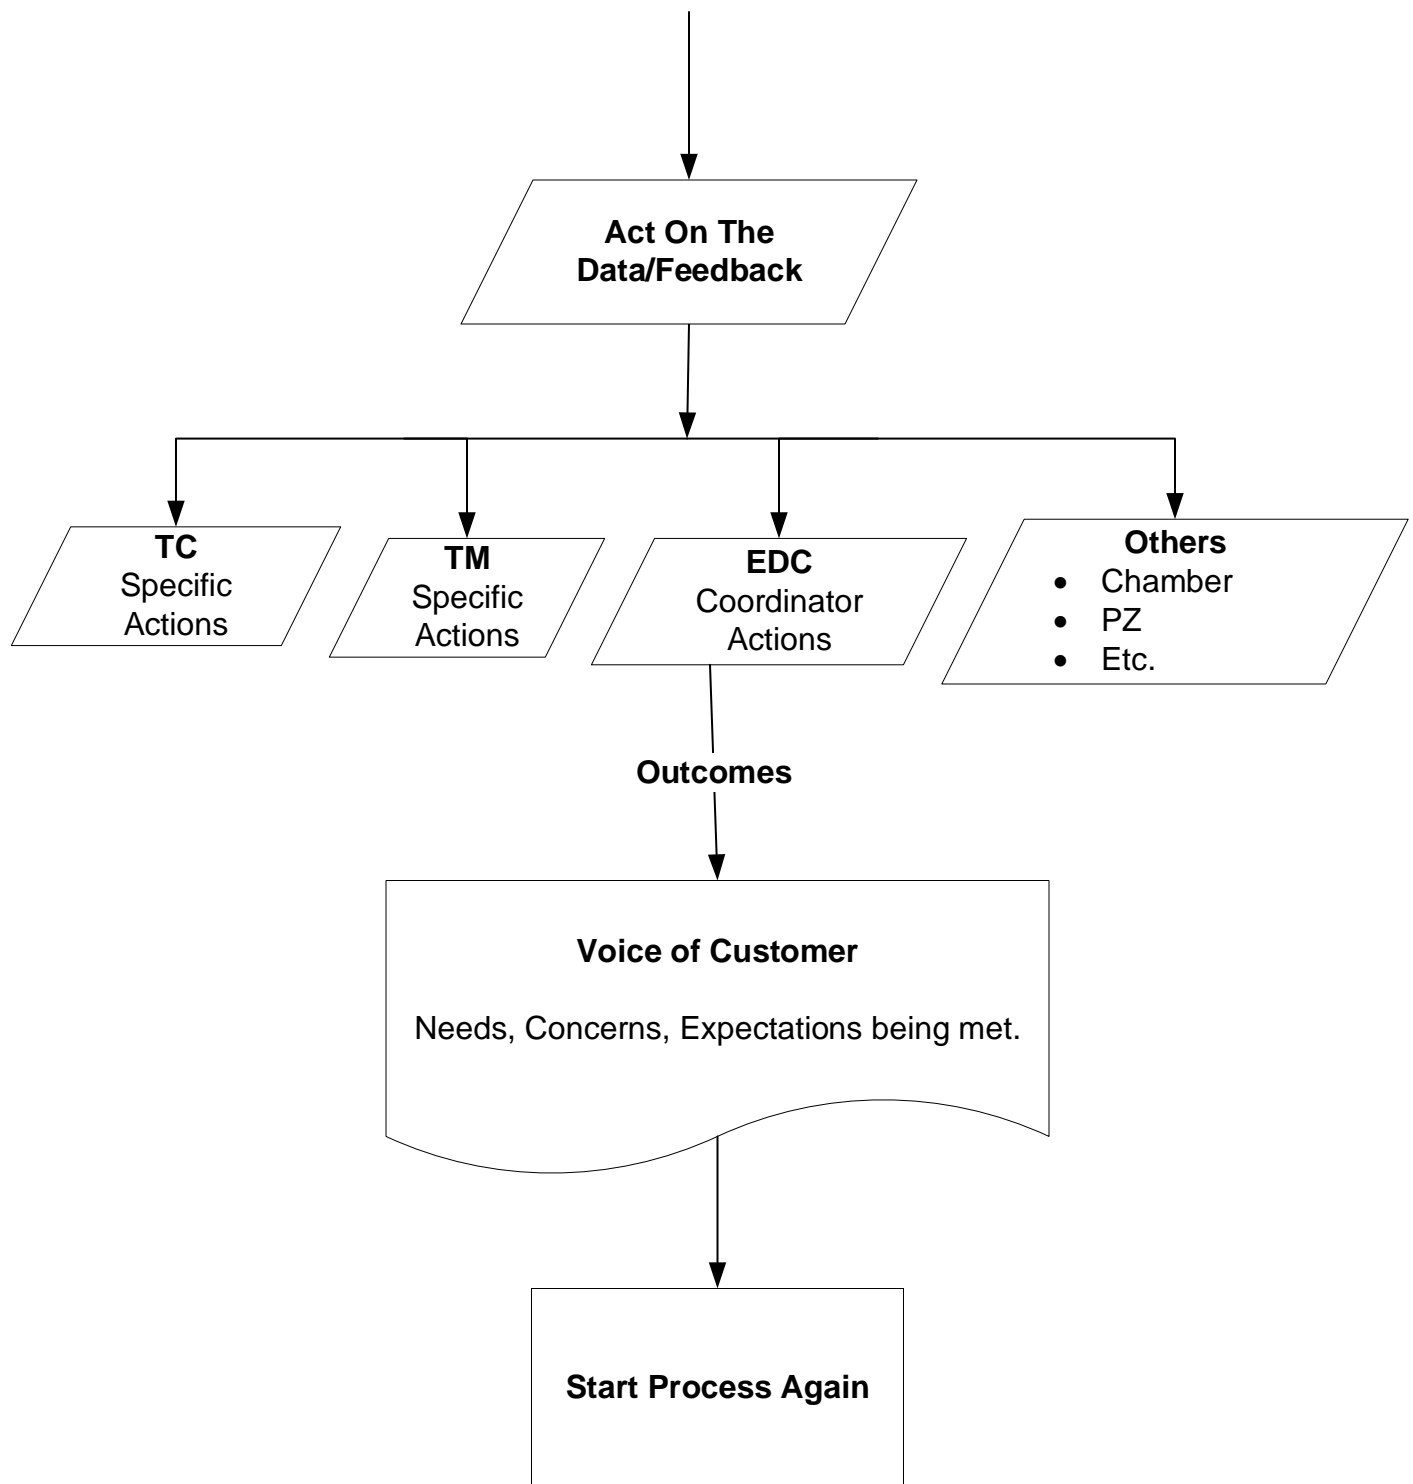 Act On The
Data/Feedback
TC
Specific
Actions
TM
Specific
Actions
EDC
Coordinator
Actions
Others
• Chamber
• PZ
• Etc.
Outcomes
Voice of Customer
Needs, Concerns, Expectations being met.
Start Process Again